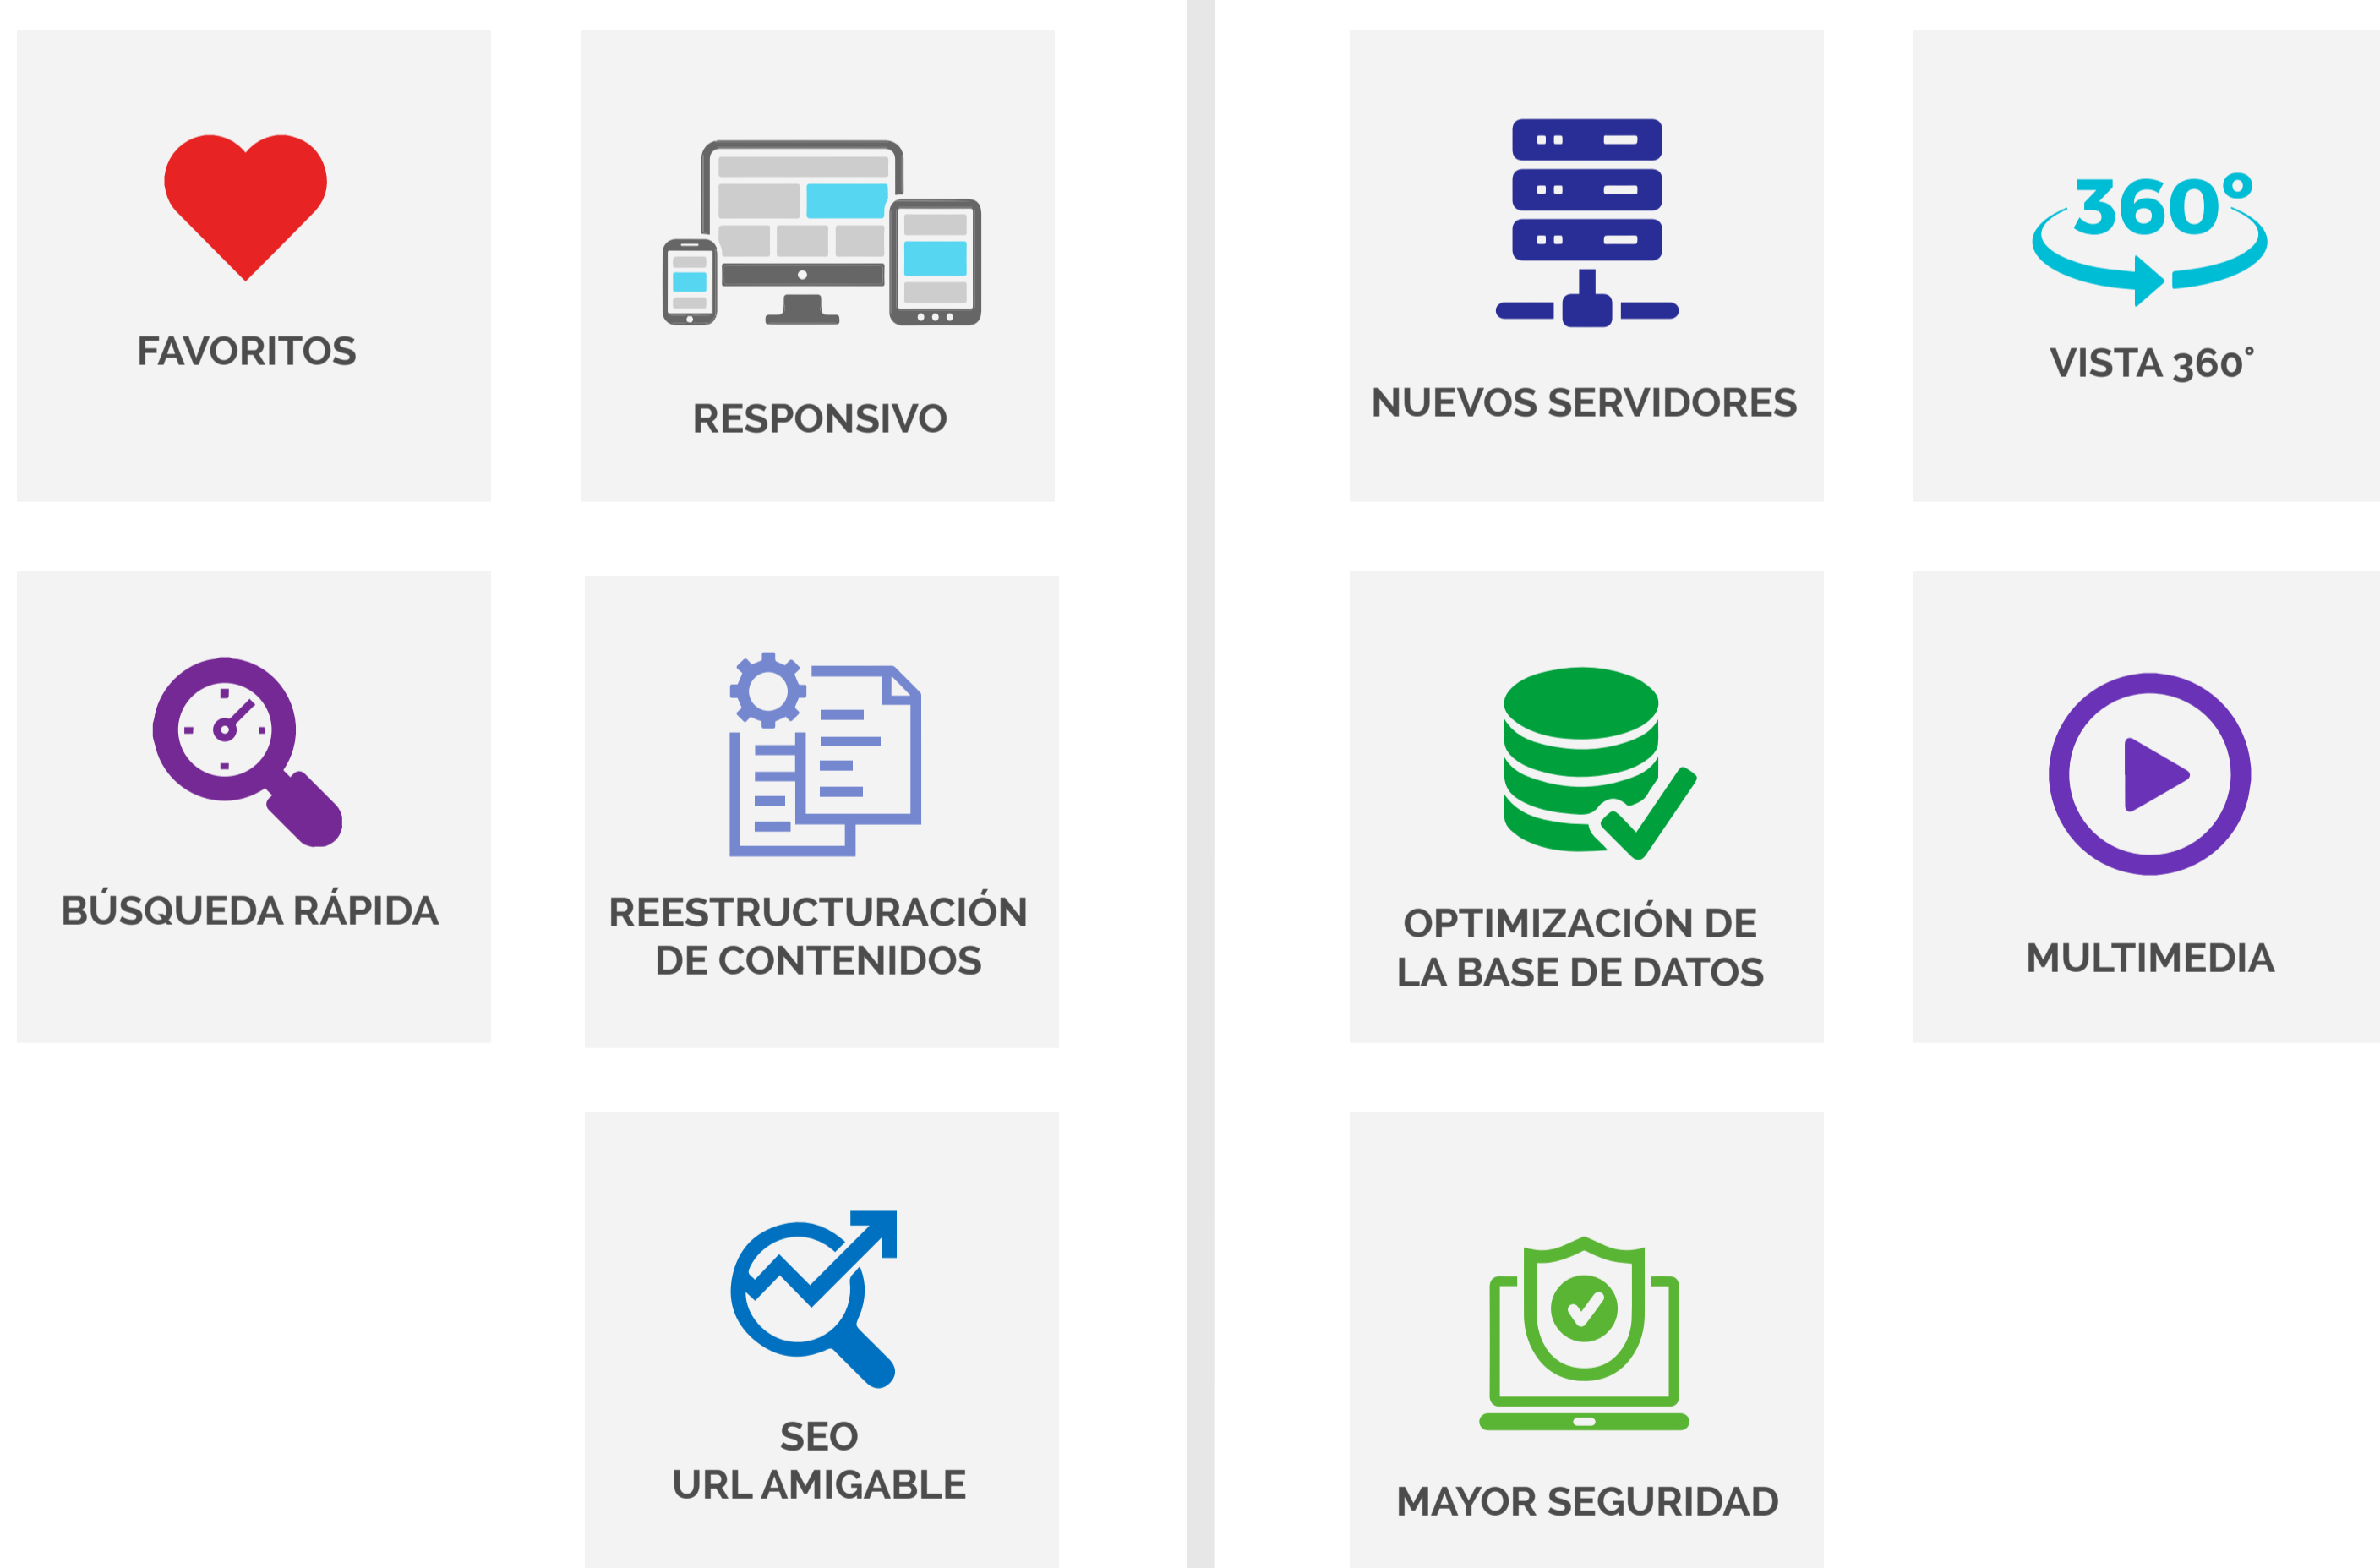 FAVORITOS
RESPONSIVO
BÚSQUEDA RÁPIDA
REESTRUCTURACIÓN
DE CONTENIDOS
SEO
URL AMIGABLE
NUEVOS SERVIDORES
360°
VISTA 360°
OPTIMIZACIÓN DE
LA BASE DE DATOS
MULTIMEDIA
MAYOR SEGURIDAD